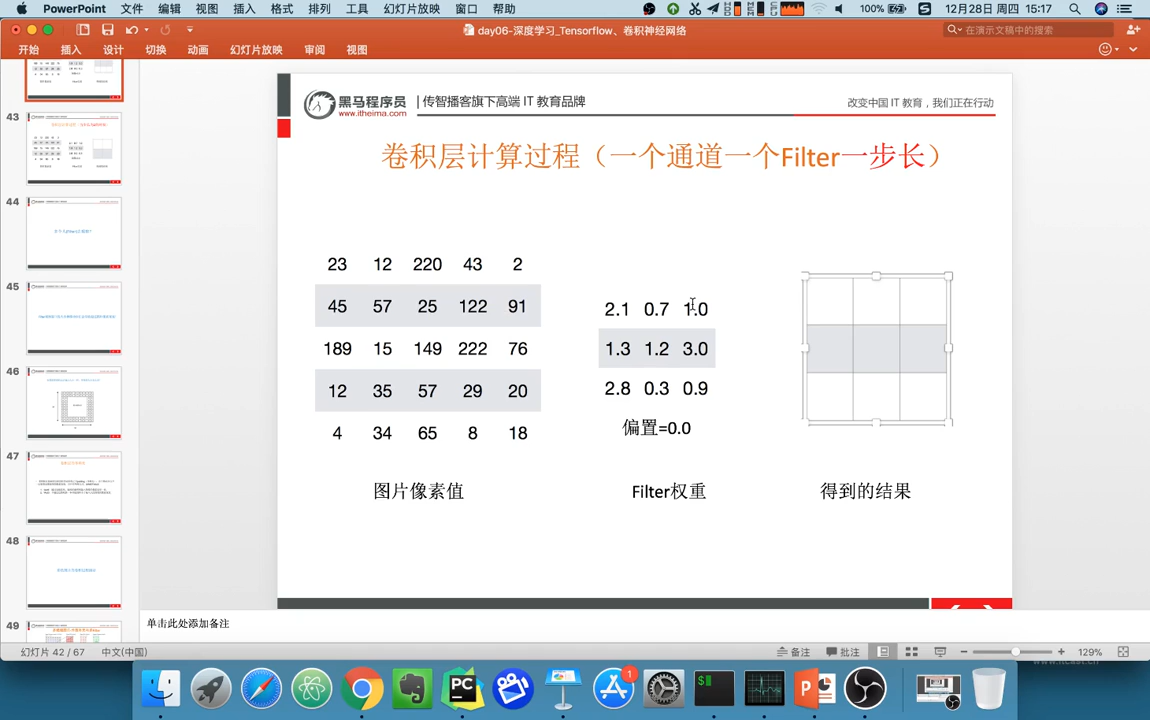 PowerPoint 文件 编辑 视图 插入 格式 排列 工具 幻灯片放映 窗口 帮助 100% 12月28日 周四 15:17
day06-深度学习_Tensorflow、卷积神经网络
在演示文稿中的搜索
开始 插入 设计 切换 动画 幻灯片放映 审阅 视图
43
44
45
46
47
48
49
黑马程序员
www.itheima.com
传智播客旗下高端 IT 教育品牌
改变中国 IT 教育，我们正在行动
卷积层计算过程（一个通道一个Filter一步长）
23 12 220 43 2
45 57 25 122 91
189 15 149 222 76
12 35 57 29 20
4 34 65 8 18
2.1 0.7 1.0
1.3 1.2 3.0
2.8 0.3 0.9
偏置=0.0
图片像素值
Filter权重
得到的结果
单击此处添加备注
幻灯片 42 / 67 中文(中国)
备注 批注 129%